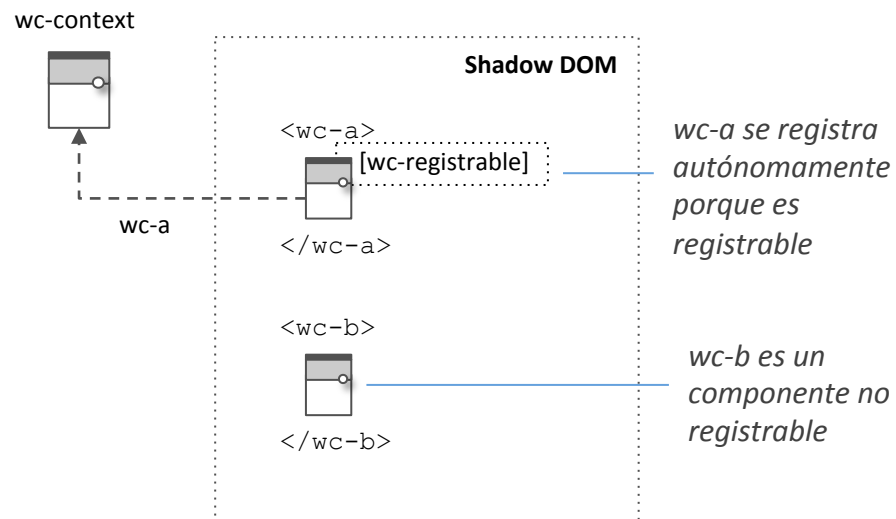 wc-context
Shadow DOM
<wc-a>
[wc-registrable]
wc-a
</wc-a>
wc-a se registra
autónomamente
porque es
registrable
<wc-b>
</wc-b>
wc-b es un
componente no
registrable